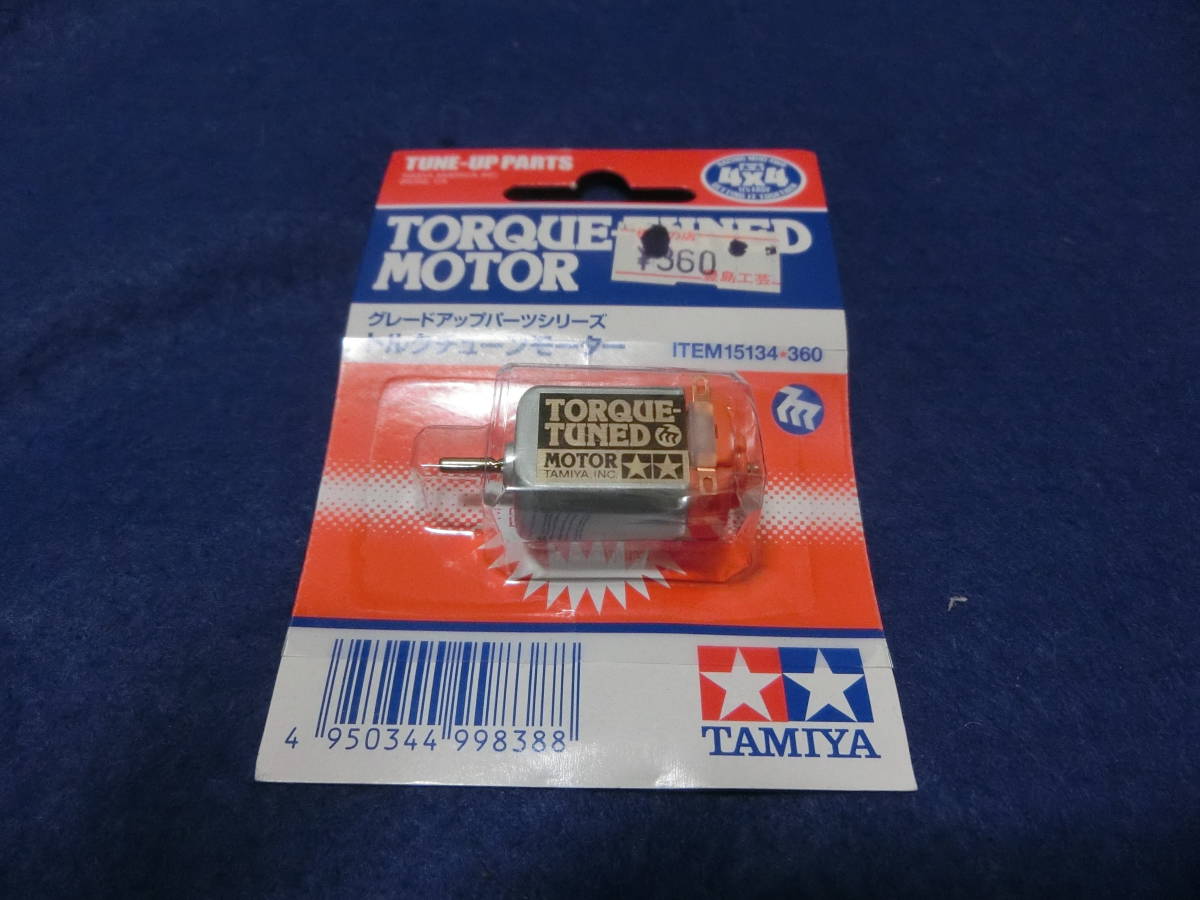 TUNE-UP PARTS
4×4
TORQUE-TUNED
MOTOR
¥360
グレードアップパーツシリーズ
トルクチューンモーター
ITEM15134•360
TORQUE-
TUNED
MOTOR
TAMIYA INC.
4 950344 998388
TAMIYA